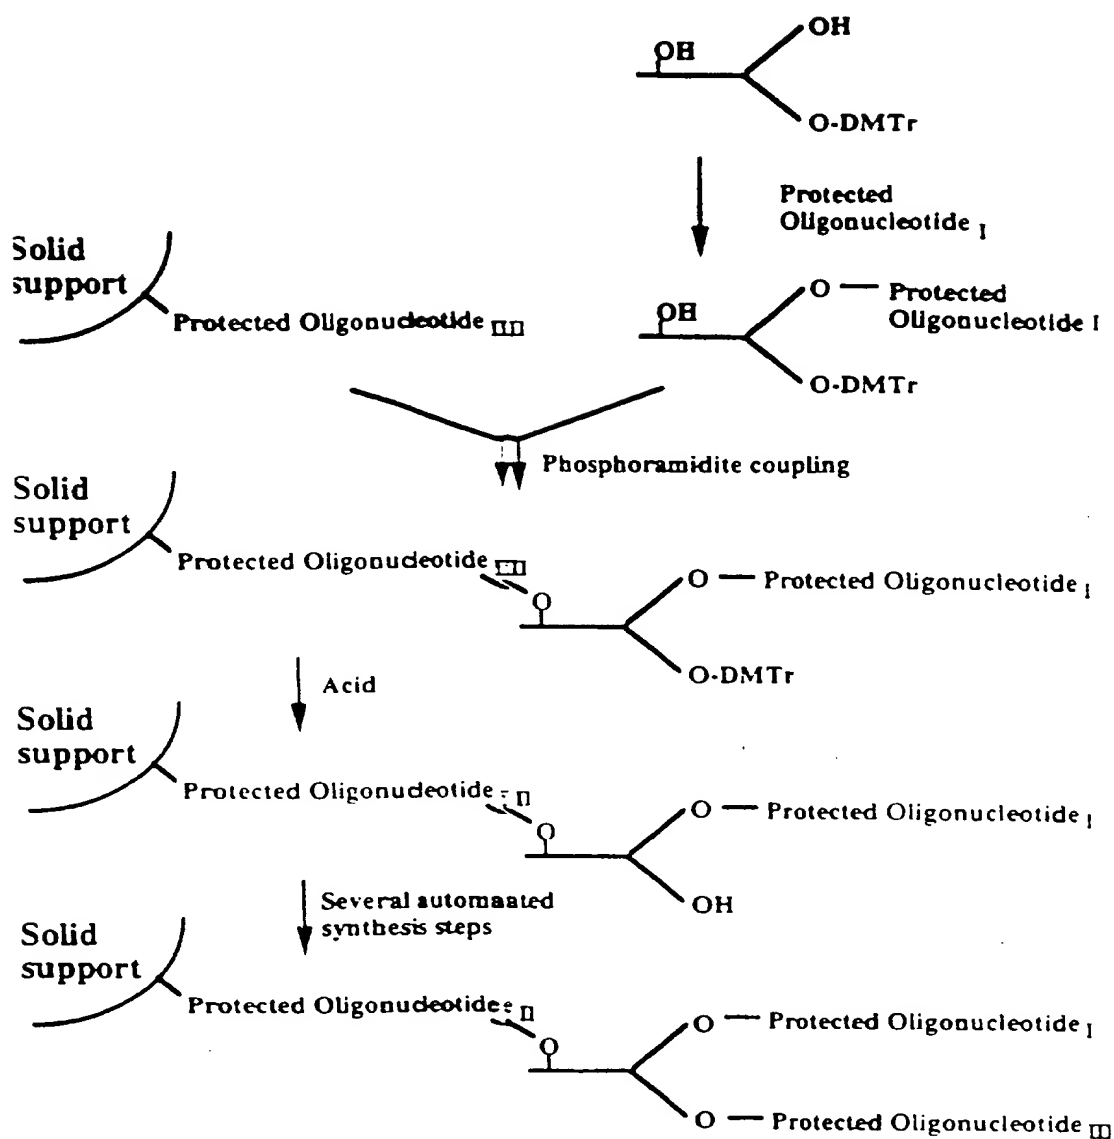 OH
OH
O-DMTr
Protected
Oligonucleotide I
Solid
support
Protected Oligonucleotide
OH
O — Protected
Oligonucleotide I
O-DMTr
Phosphoramidite coupling
Solid
support
Protected Oligonucleotide
O
O — Protected Oligonucleotide I
O-DMTr
Acid
Solid
support
Protected Oligonucleotide II
O
O — Protected Oligonucleotide I
OH
Several automaated
synthesis steps
Solid
support
Protected Oligonucleotide II
O
O — Protected Oligonucleotide I
O — Protected Oligonucleotide III